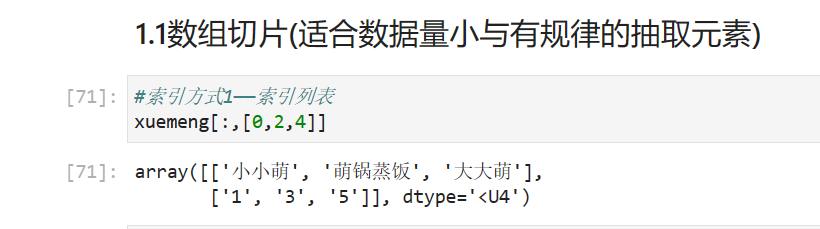 1.1数组切片(适合数据量小与有规律的抽取元素)
[71]: #索引方式1——索引列表
xuemeng[:,[0,2,4]]
[71]: array([['小小萌', '萌锅蒸饭', '大大萌'],
['1', '3', '5']], dtype='<U4')